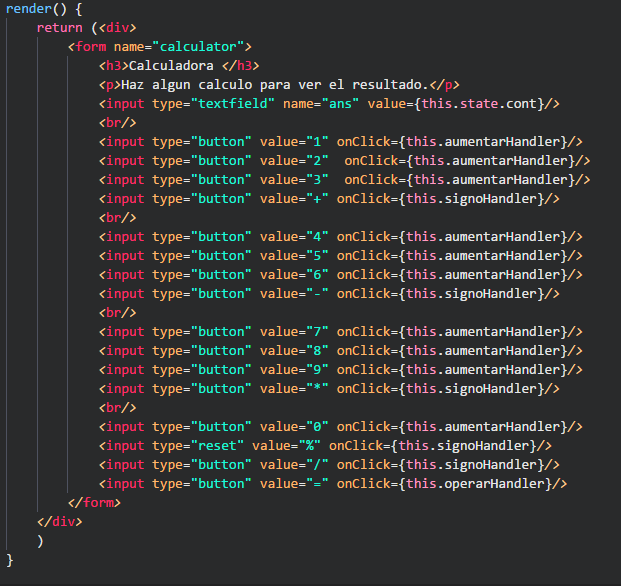 render() {
    return (<div>
        <form name="calculator">
            <h3>Calculadora </h3>
            <p>Haz algun calculo para ver el resultado.</p>
            <input type="textfield" name="ans" value={this.state.cont}/>
            <br/>
            <input type="button" value="1" onClick={this.aumentarHandler}/>
            <input type="button" value="2"  onClick={this.aumentarHandler}/>
            <input type="button" value="3"  onClick={this.aumentarHandler}/>
            <input type="button" value="+" onClick={this.signoHandler}/>
            <br/>
            <input type="button" value="4" onClick={this.aumentarHandler}/>
            <input type="button" value="5" onClick={this.aumentarHandler}/>
            <input type="button" value="6" onClick={this.aumentarHandler}/>
            <input type="button" value="-" onClick={this.signoHandler}/>
            <br/>
            <input type="button" value="7" onClick={this.aumentarHandler}/>
            <input type="button" value="8" onClick={this.aumentarHandler}/>
            <input type="button" value="9" onClick={this.aumentarHandler}/>
            <input type="button" value="*" onClick={this.signoHandler}/>
            <br/>
            <input type="button" value="0" onClick={this.aumentarHandler}/>
            <input type="reset" value="%" onClick={this.signoHandler}/>
            <input type="button" value="/" onClick={this.signoHandler}/>
            <input type="button" value="=" onClick={this.operarHandler}/>
        </form>
    </div>
    )
}